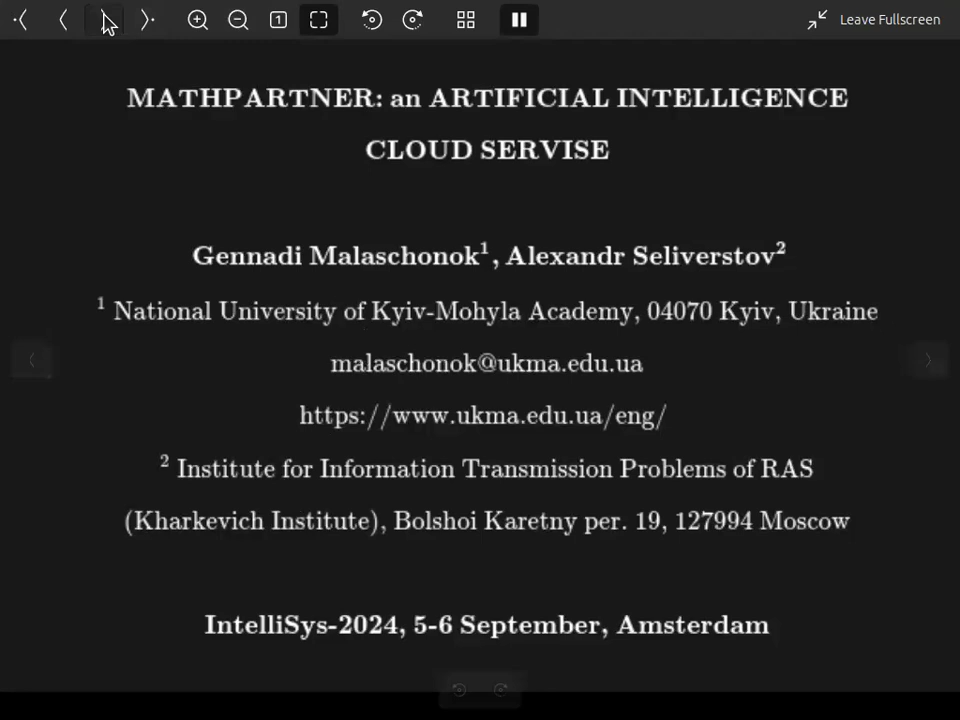 1
Leave Fullscreen
MATHPARTNER: an ARTIFICIAL INTELLIGENCE
CLOUD SERVISE
Gennadi Malaschonok¹, Alexandr Seliverstov²
¹ National University of Kyiv-Mohyla Academy, 04070 Kyiv, Ukraine
malaschonok@ukma.edu.ua
https://www.ukma.edu.ua/eng/
² Institute for Information Transmission Problems of RAS
(Kharkevich Institute), Bolshoi Karetny per. 19, 127994 Moscow
IntelliSys-2024, 5-6 September, Amsterdam